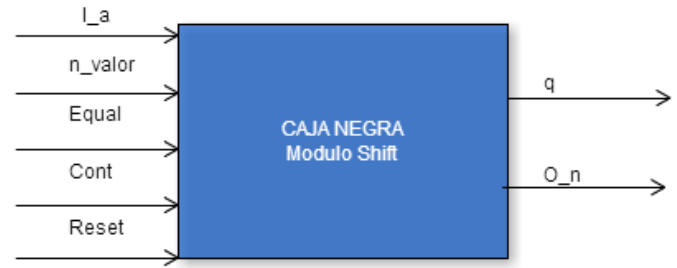 I_a
n_valor
Equal
Cont
Reset
CAJA NEGRA
Modulo Shift
q
O_n